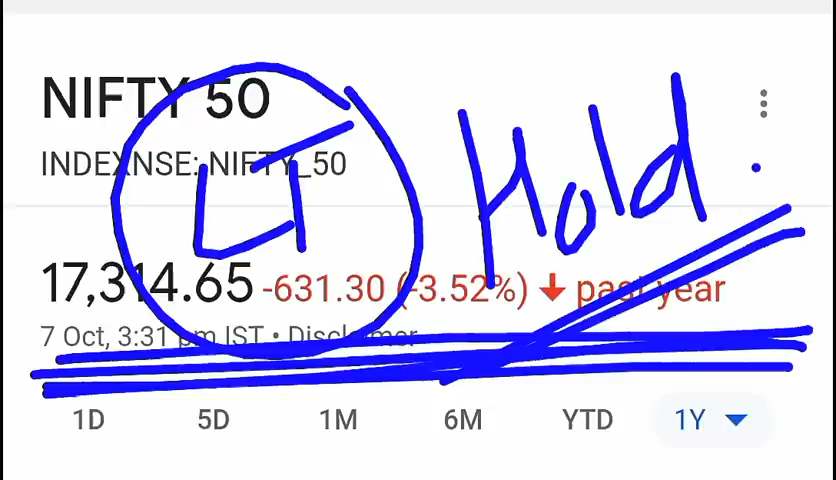 NIFTY 50
INDEXNSE: NIFTY_50
LT Hold
17,314.65 -631.30 (-3.52%) ↓ past year
7 Oct, 3:31 pm IST • Disclaimer
1D 5D 1M 6M YTD 1Y